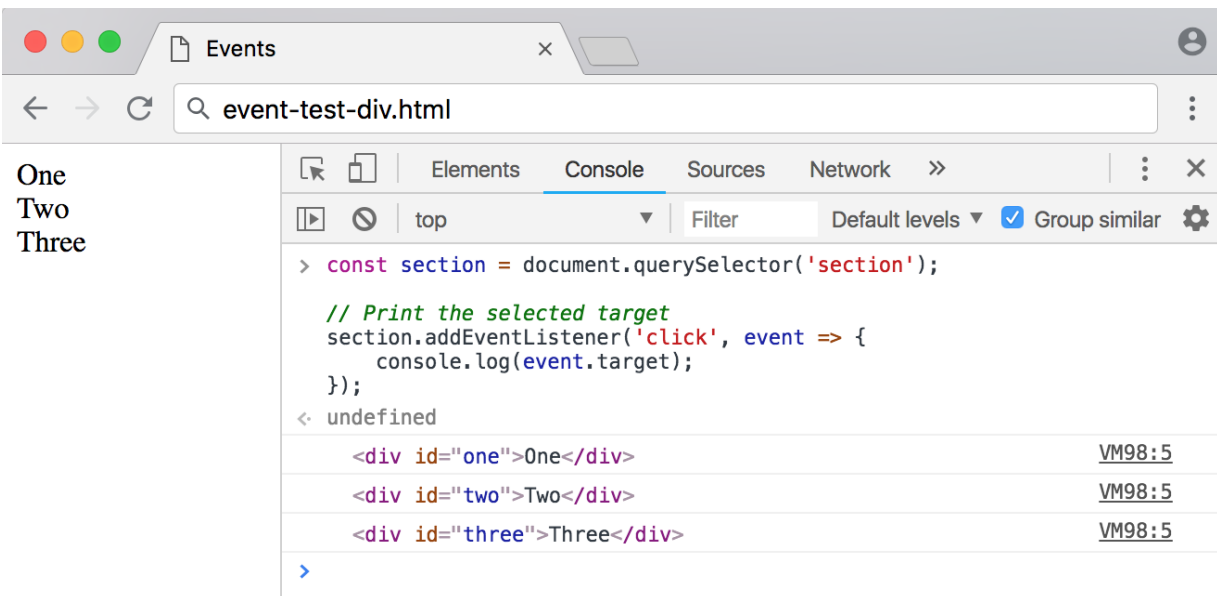 Events
event-test-div.html
One
Two
Three
Elements Console Sources Network
top Filter Default levels Group similar
const section = document.querySelector('section');
// Print the selected target
section.addEventListener('click', event => {
console.log(event.target);
});
undefined
<div id="one">One</div> VM98:5
<div id="two">Two</div> VM98:5
<div id="three">Three</div> VM98:5